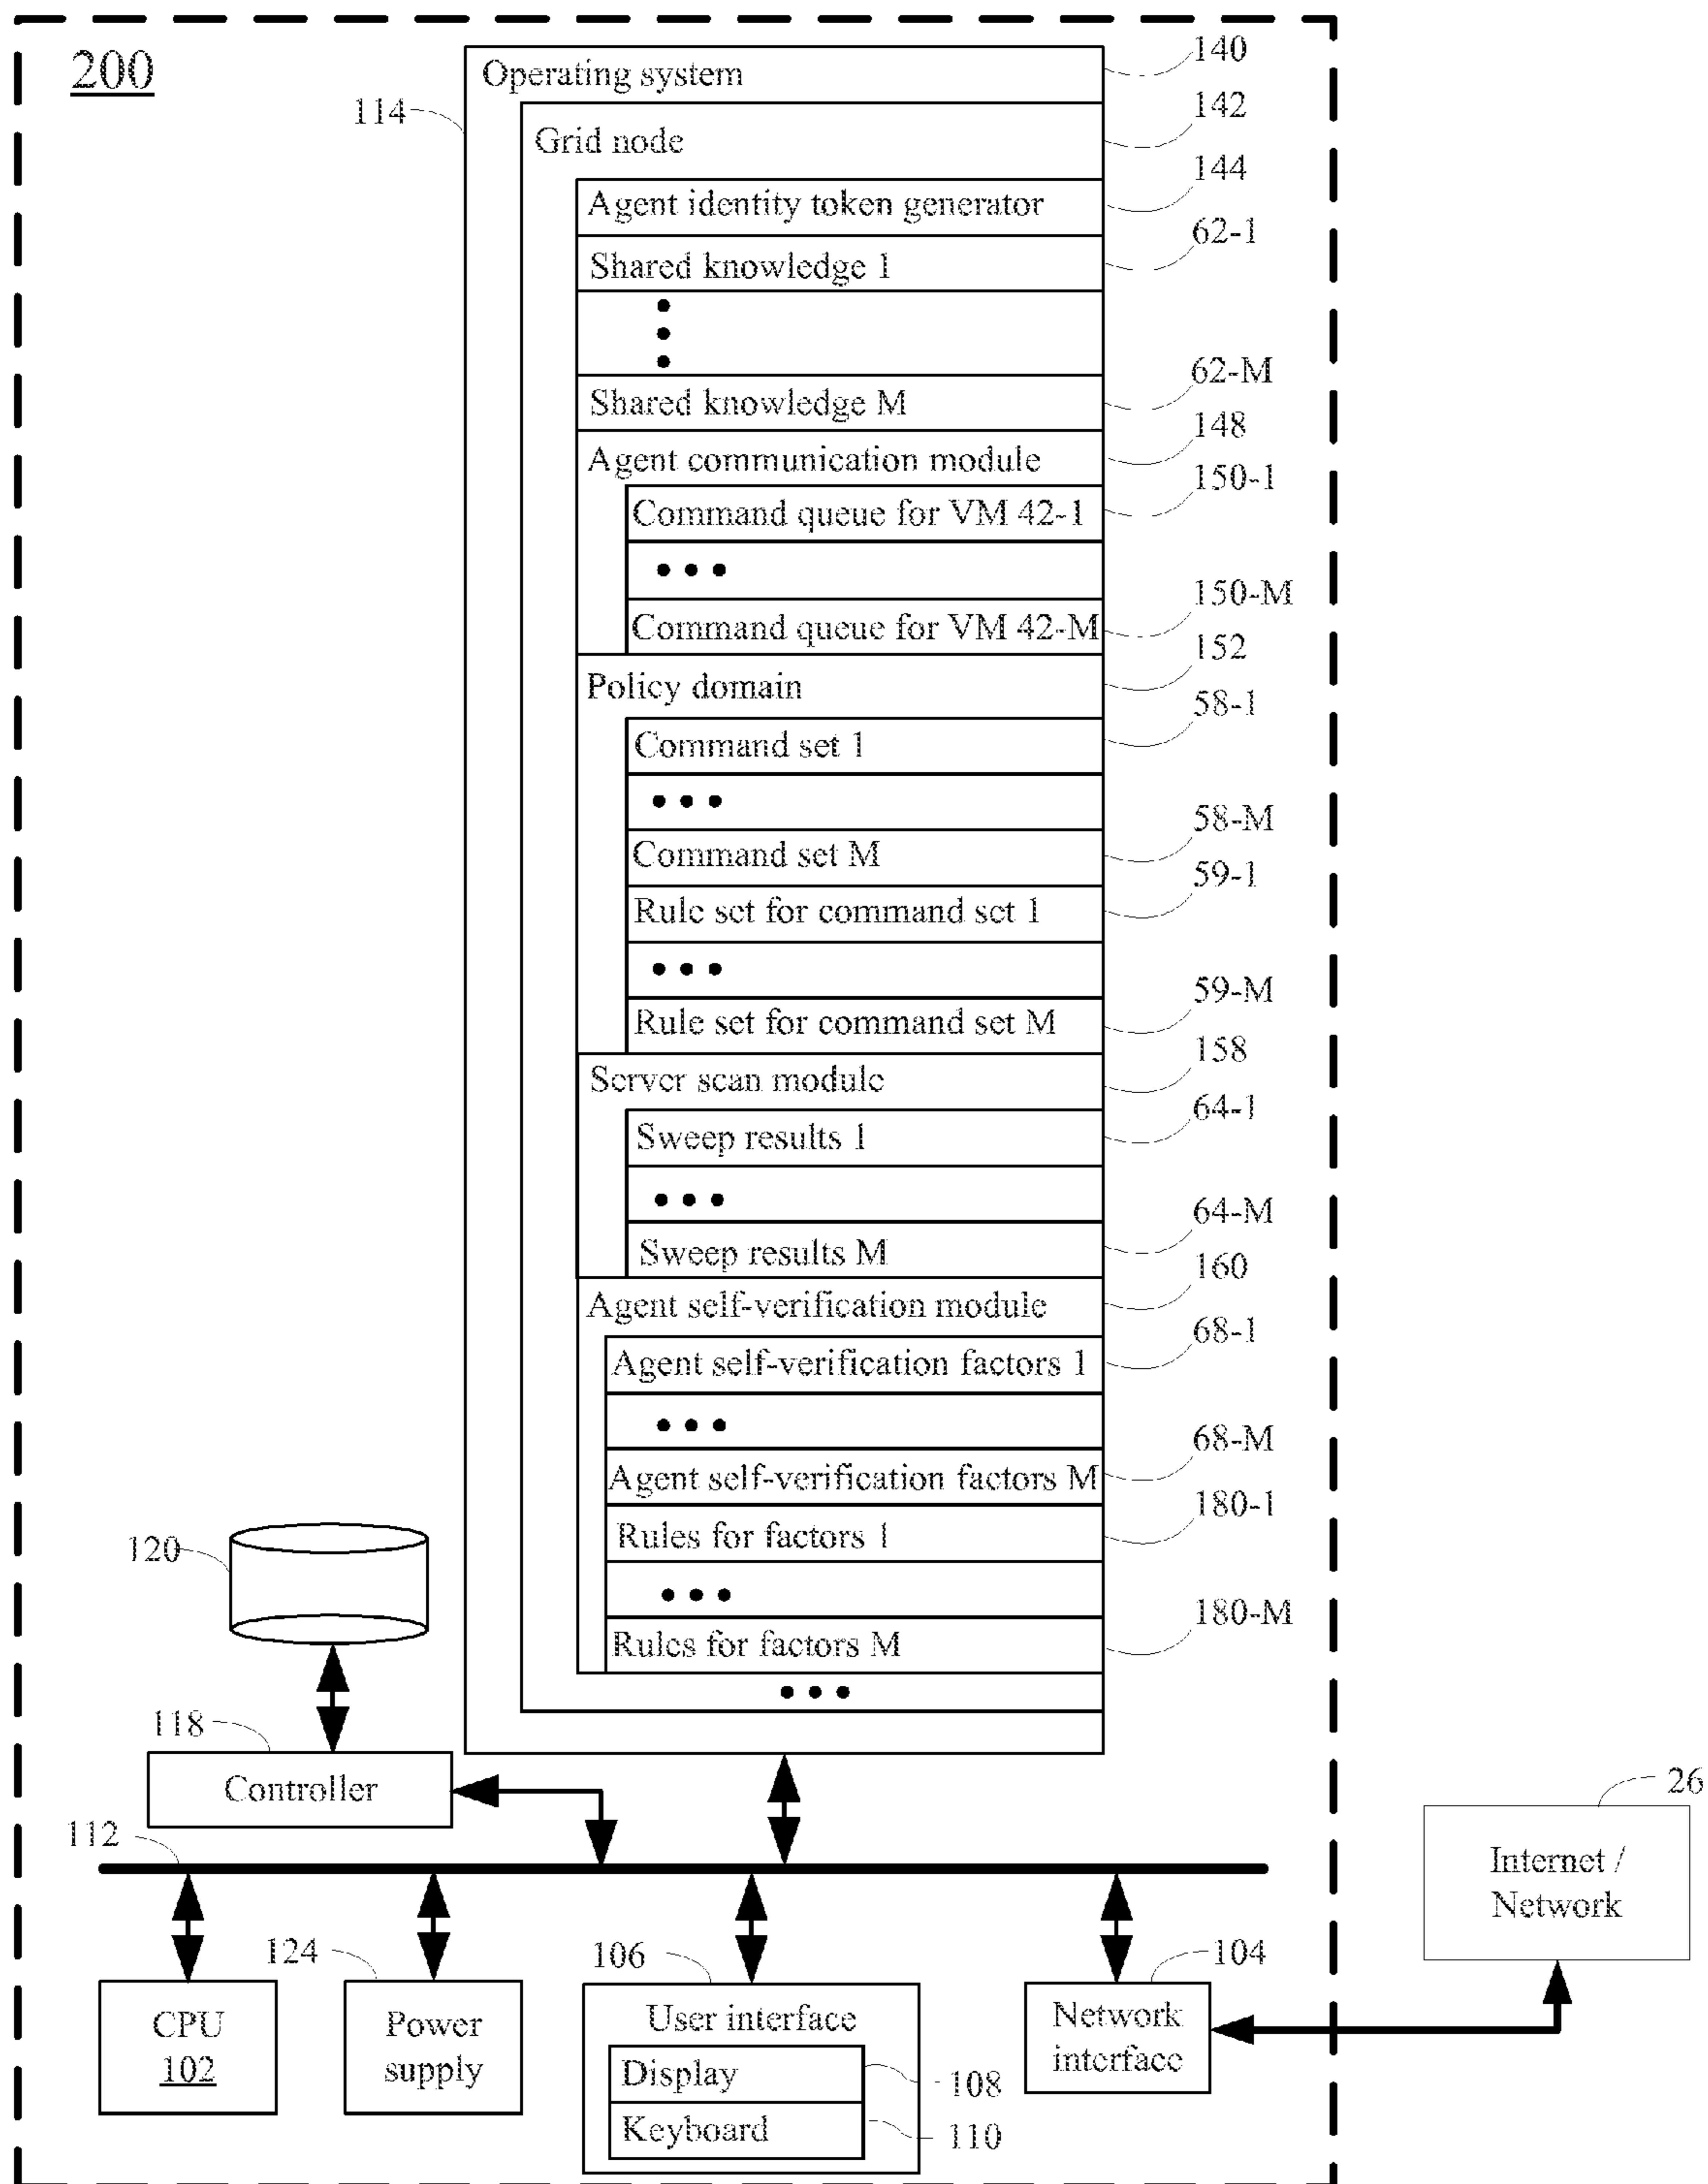 200
Operating system
140
114
Grid node
142
Agent identity token generator
144
Shared knowledge 1
62-1
Shared knowledge M
62-M
Agent communication module
148
Command queue for VM 42-1
150-1
Command queue for VM 42-M
150-M
Policy domain
152
Command set 1
58-1
Command set M
58-M
Rule set for command set 1
59-1
Rule set for command set M
59-M
Server scan module
158
Sweep results 1
64-1
Sweep results M
64-M
Agent self-verification module
160
Agent self-verification factors 1
68-1
Agent self-verification factors M
68-M
Rules for factors 1
180-1
Rules for factors M
180-M
120
118
Controller
112
26
Internet /
Network
CPU
102
124
Power
supply
106
User interface
Display
108
Keyboard
110
104
Network
interface